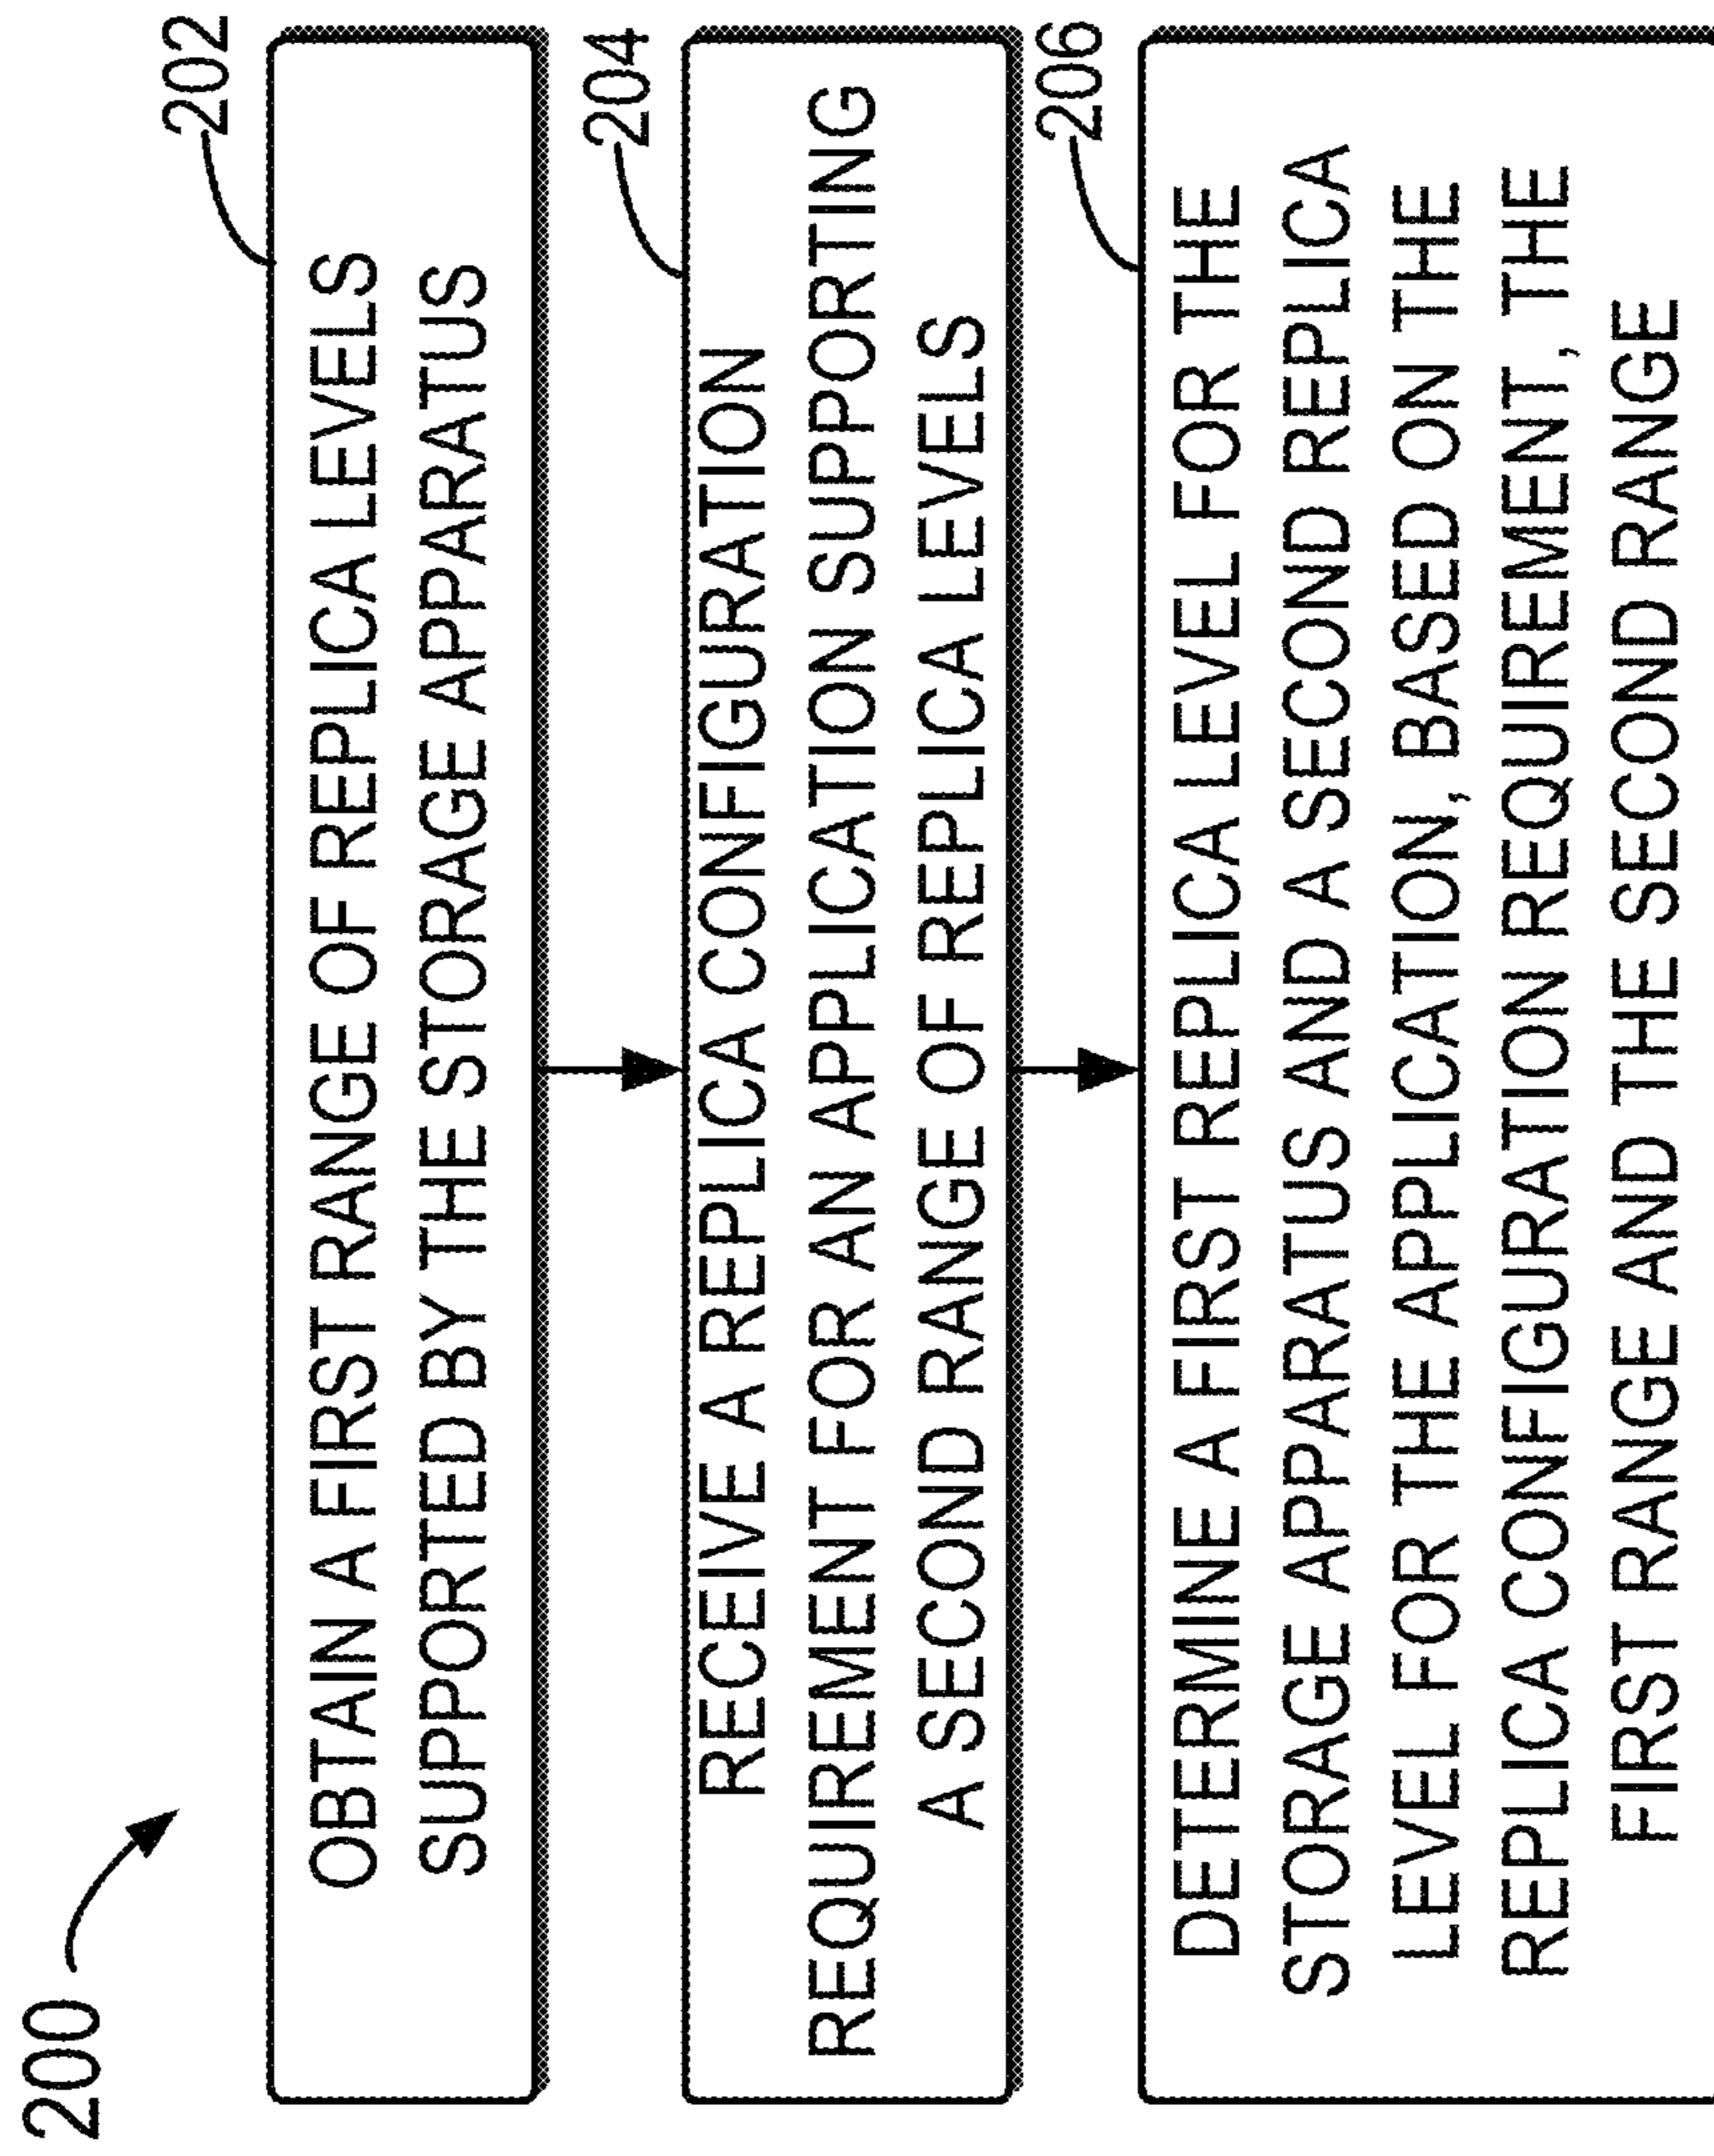 200
202
OBTAIN A FIRST RANGE OF REPLICA LEVELS
SUPPORTED BY THE STORAGE APPARATUS
204
RECEIVE A REPLICA CONFIGURATION
REQUIREMENT FOR AN APPLICATION SUPPORTING
A SECOND RANGE OF REPLICA LEVELS
206
DETERMINE A FIRST REPLICA LEVEL FOR THE
STORAGE APPARATUS AND A SECOND REPLICA
LEVEL FOR THE APPLICATION, BASED ON THE
REPLICA CONFIGURATION REQUIREMENT, THE
FIRST RANGE AND THE SECOND RANGE